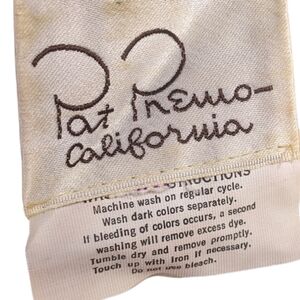 Pat Premo-
California
INSTRUCTIONS
Machine wash on regular cycle.
Wash dark colors separately.
If bleeding of colors occurs, a second
washing will remove excess dye.
Tumble dry and remove promptly.
Touch up with Iron if necessary.
Do not use bleach.